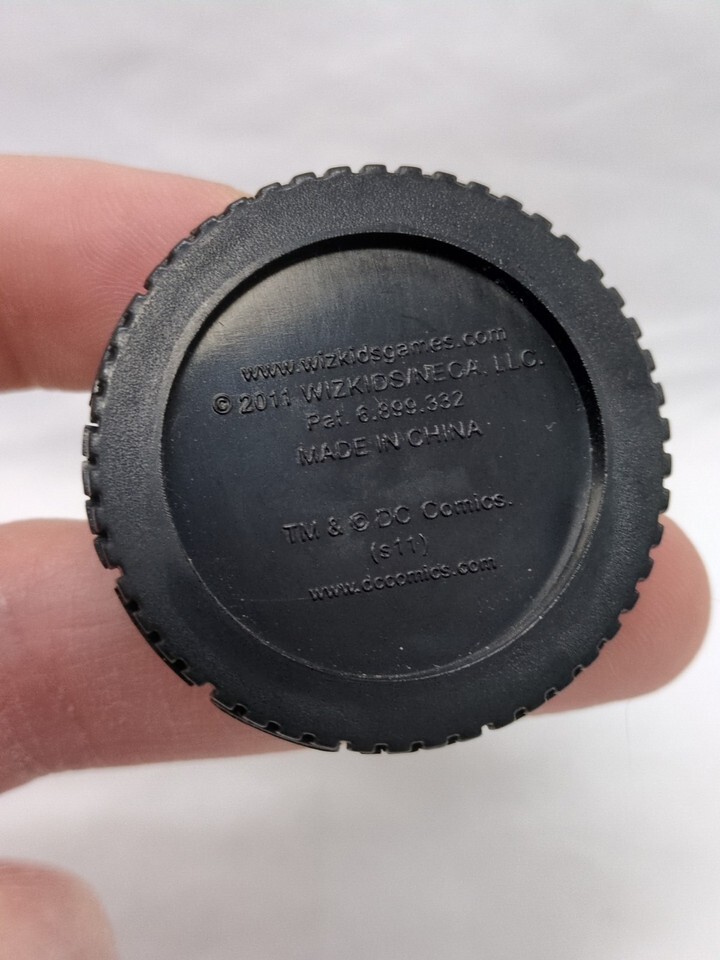 www.wizkidsgames.com
© 2011 WIZKIDS/NECA, LLC.
Pat. 6.899.332
MADE IN CHINA
TM & © DC Comics.
(s11)
www.dccomics.com